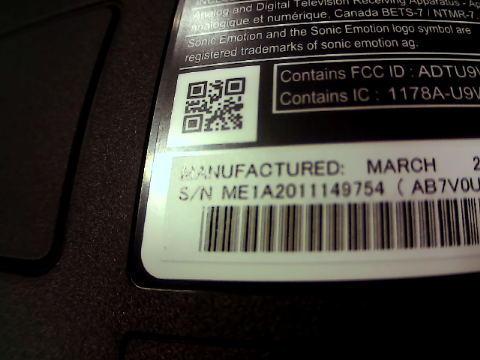 Analog and Digital Television Receiving Apparatus - Ap
analogique et numérique, Canada BETS-7 / NTMR-7.
Sonic Emotion and the Sonic Emotion logo symbol are
registered trademarks of sonic emotion ag.
Contains FCC ID : ADTU9
Contains IC : 1178A-U9
MANUFACTURED: MARCH 2
S/N ME1A2011149754 ( AB7V0U